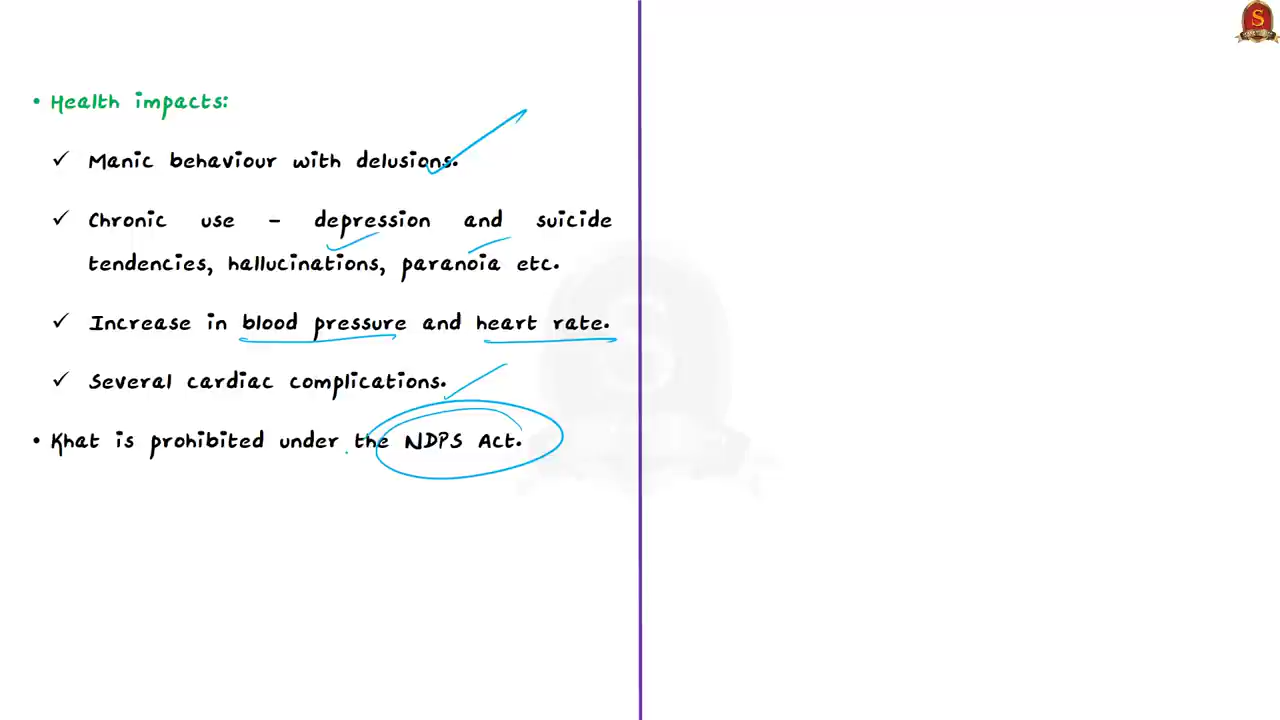 • Health impacts:
✓ Manic behaviour with delusions.
✓ Chronic use – depression and suicide
tendencies, hallucinations, paranoia etc.
✓ Increase in blood pressure and heart rate.
✓ Several cardiac complications.
• Khat is prohibited under the NDPS Act.
S